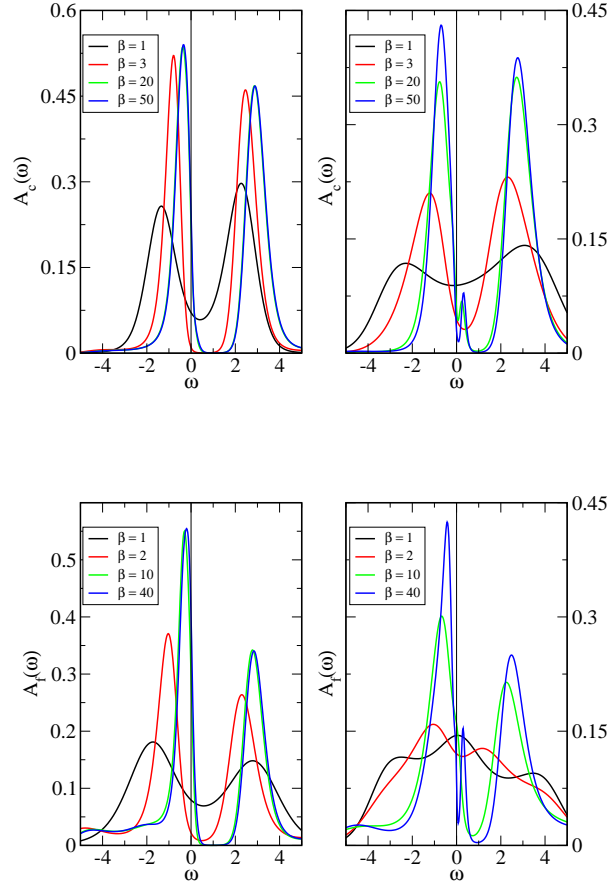 0.6
0.45
0.3
0.15
0
A_c(ω)
β = 1
β = 3
β = 20
β = 50
-4 -2 0 2 4
ω
0.45
0.3
0.15
0
A_c(ω)
β = 1
β = 3
β = 20
β = 50
-4 -2 0 2 4
ω
0.5
0.4
0.3
0.2
0.1
0
A_f(ω)
β = 1
β = 2
β = 10
β = 40
-4 -2 0 2 4
ω
0.45
0.3
0.15
0
A_f(ω)
β = 1
β = 2
β = 10
β = 40
-4 -2 0 2 4
ω